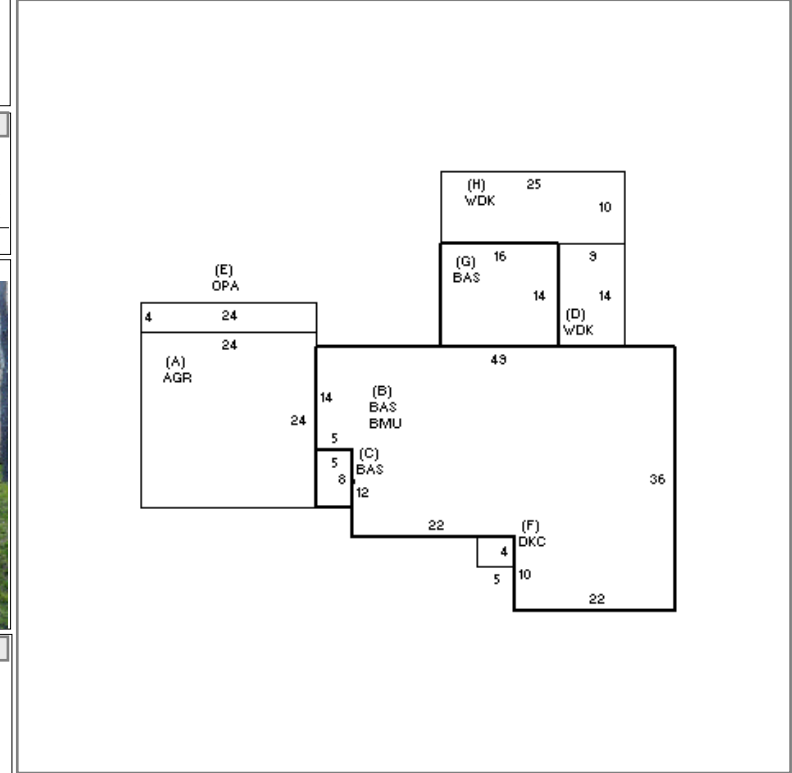 (H)
WDK
25
10
(G)
BAS
16
14
9
14
(D)
WDK
(E)
OPA
4
24
24
(A)
AGR
24
49
14
(B)
BAS
BMU
5
5
8
(C)
BAS
12
36
22
(F)
DKC
4
5
10
22